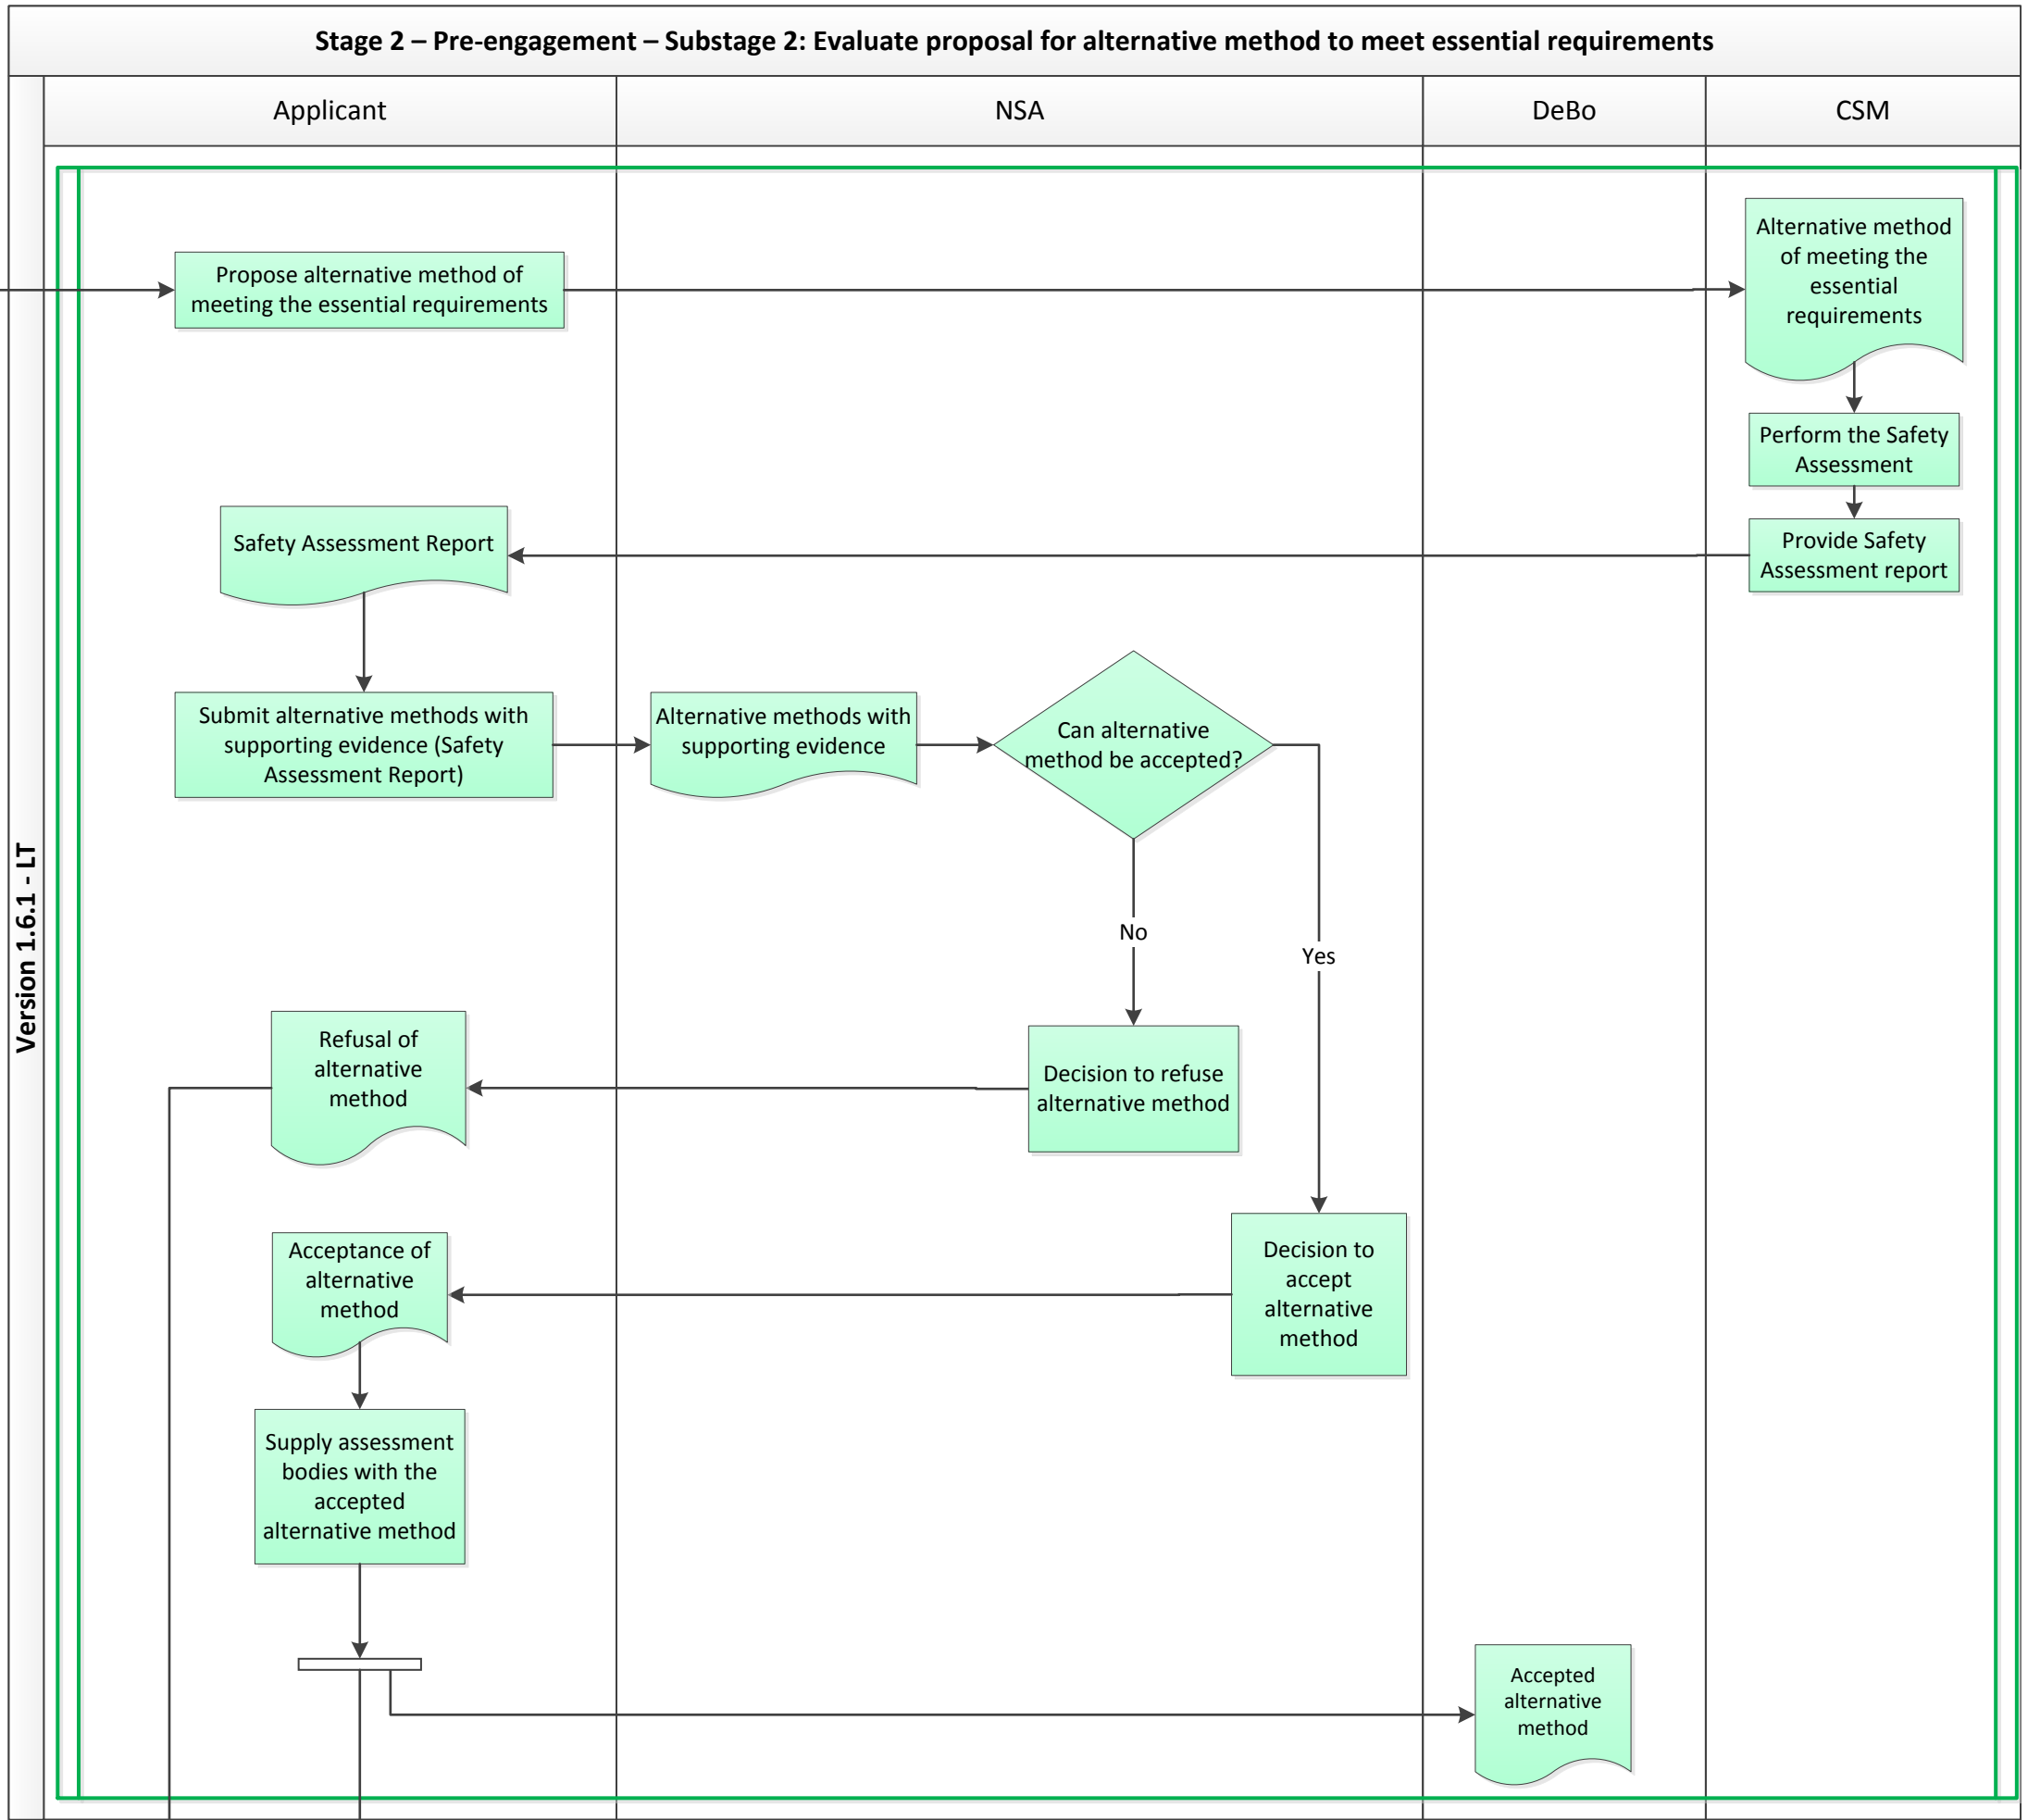 Stage 2 – Pre-engagement – Substage 2: Evaluate proposal for alternative method to meet essential requirements
Applicant
NSA
DeBo
CSM
Version 1.6.1 - LT
Propose alternative method of
meeting the essential requirements
Alternative method
of meeting the
essential
requirements
Perform the Safety
Assessment
Provide Safety
Assessment report
Safety Assessment Report
Submit alternative methods with
supporting evidence (Safety
Assessment Report)
Alternative methods with
supporting evidence
Can alternative
method be accepted?
No
Yes
Refusal of
alternative
method
Decision to refuse
alternative method
Decision to
accept
alternative
method
Acceptance of
alternative
method
Supply assessment
bodies with the
accepted
alternative method
Accepted
alternative
method